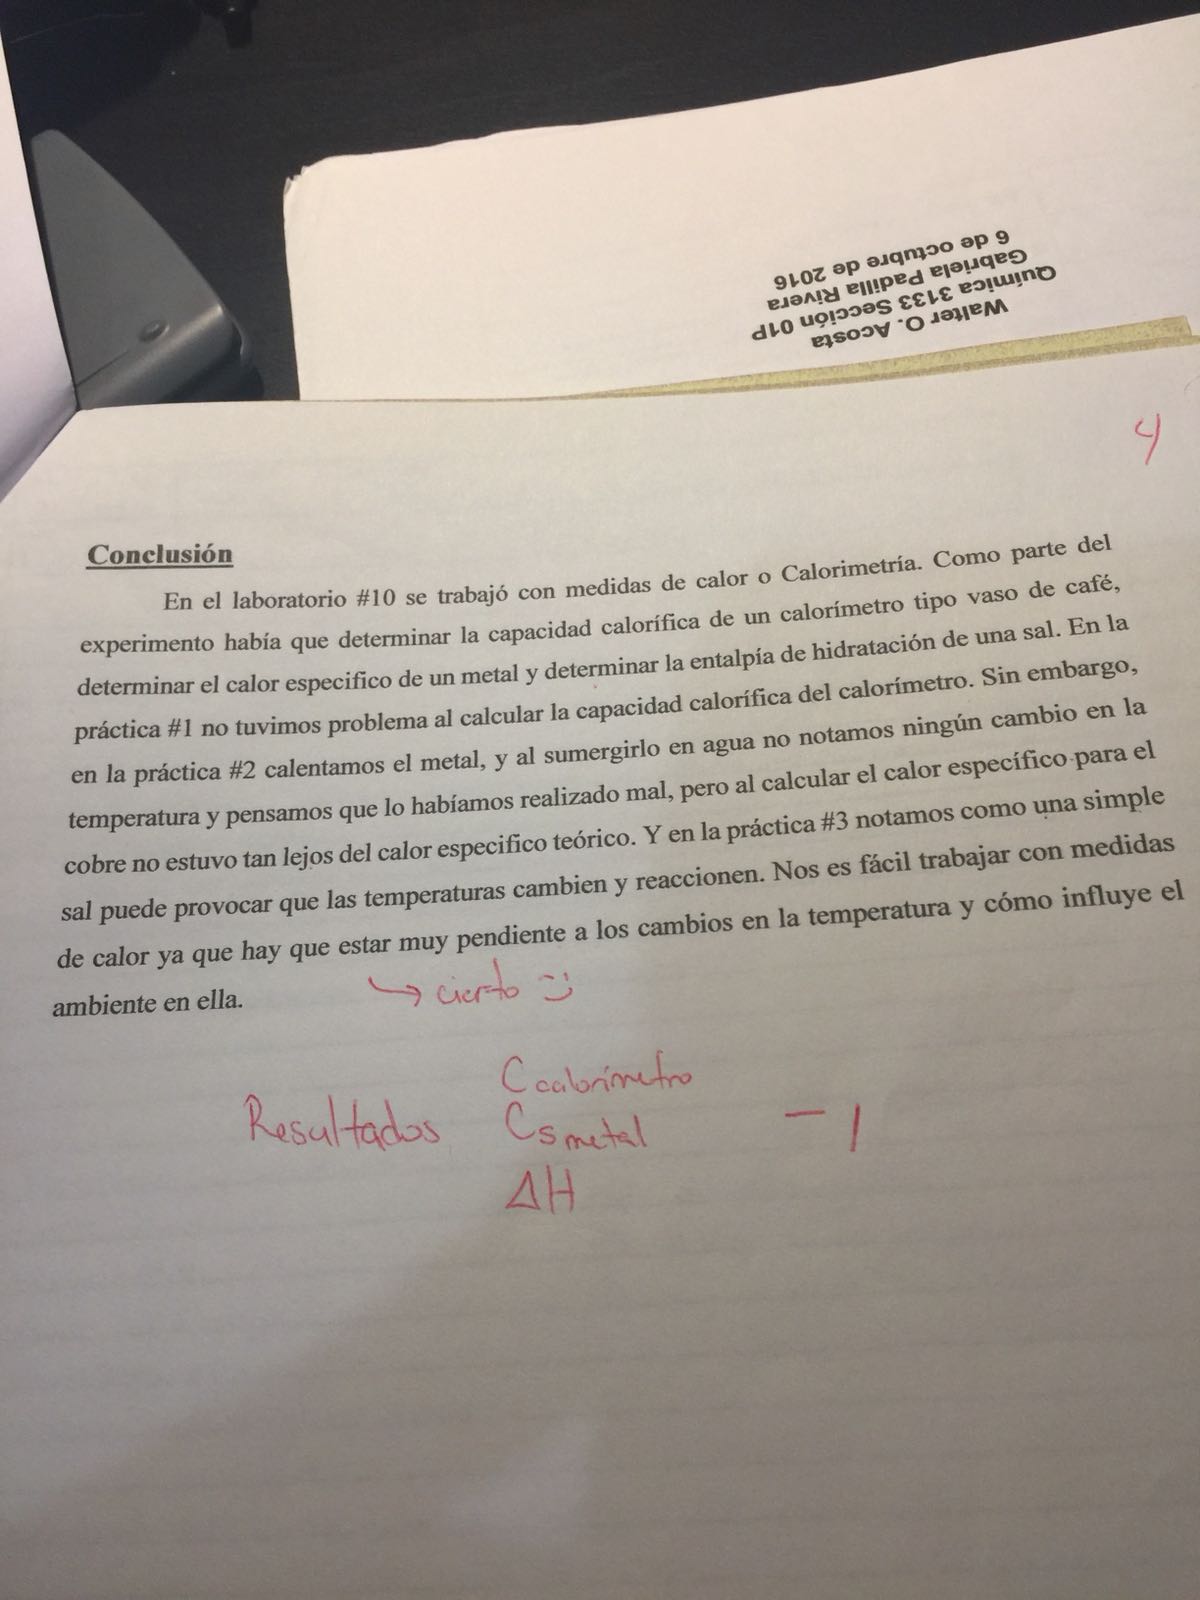 Walter O. Acosta
Química 3133 Sección 01P
Gabriela Padilla Rivera
6 de octubre de 2016
4
Conclusión
En el laboratorio #10 se trabajó con medidas de calor o Calorimetría. Como parte del
experimento había que determinar la capacidad calorífica de un calorímetro tipo vaso de café,
determinar el calor especifico de un metal y determinar la entalpía de hidratación de una sal. En la
práctica #1 no tuvimos problema al calcular la capacidad calorífica del calorímetro. Sin embargo,
en la práctica #2 calentamos el metal, y al sumergirlo en agua no notamos ningún cambio en la
temperatura y pensamos que lo habíamos realizado mal, pero al calcular el calor específico para el
cobre no estuvo tan lejos del calor especifico teórico. Y en la práctica #3 notamos como una simple
sal puede provocar que las temperaturas cambien y reaccionen. Nos es fácil trabajar con medidas
de calor ya que hay que estar muy pendiente a los cambios en la temperatura y cómo influye el
ambiente en ella.
→ cierto :)
C calorímetro
Resultados Cs metal - 1
ΔH